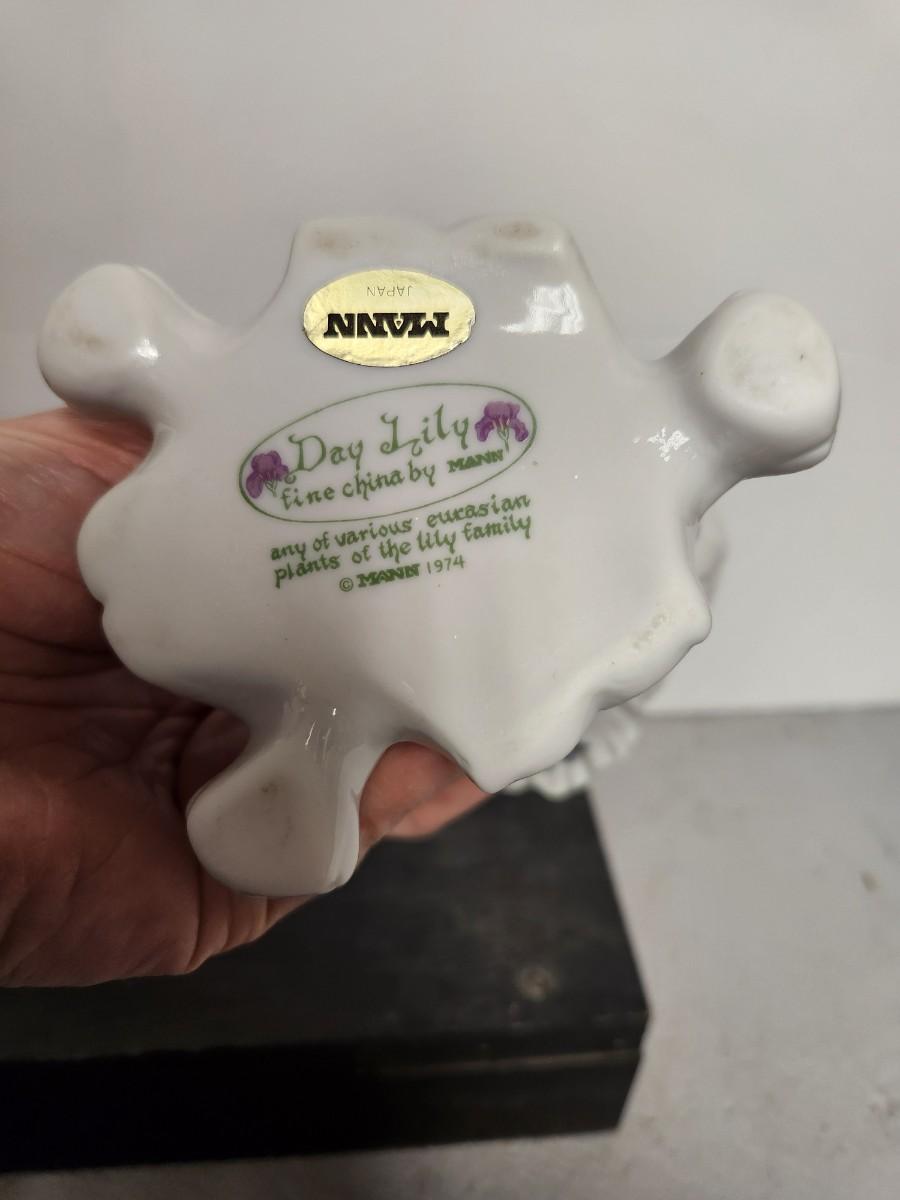 MANN
JAPAN
Day Lily
fine china by MANN
any of various eurasian
plants of the lily family
© MANN 1974